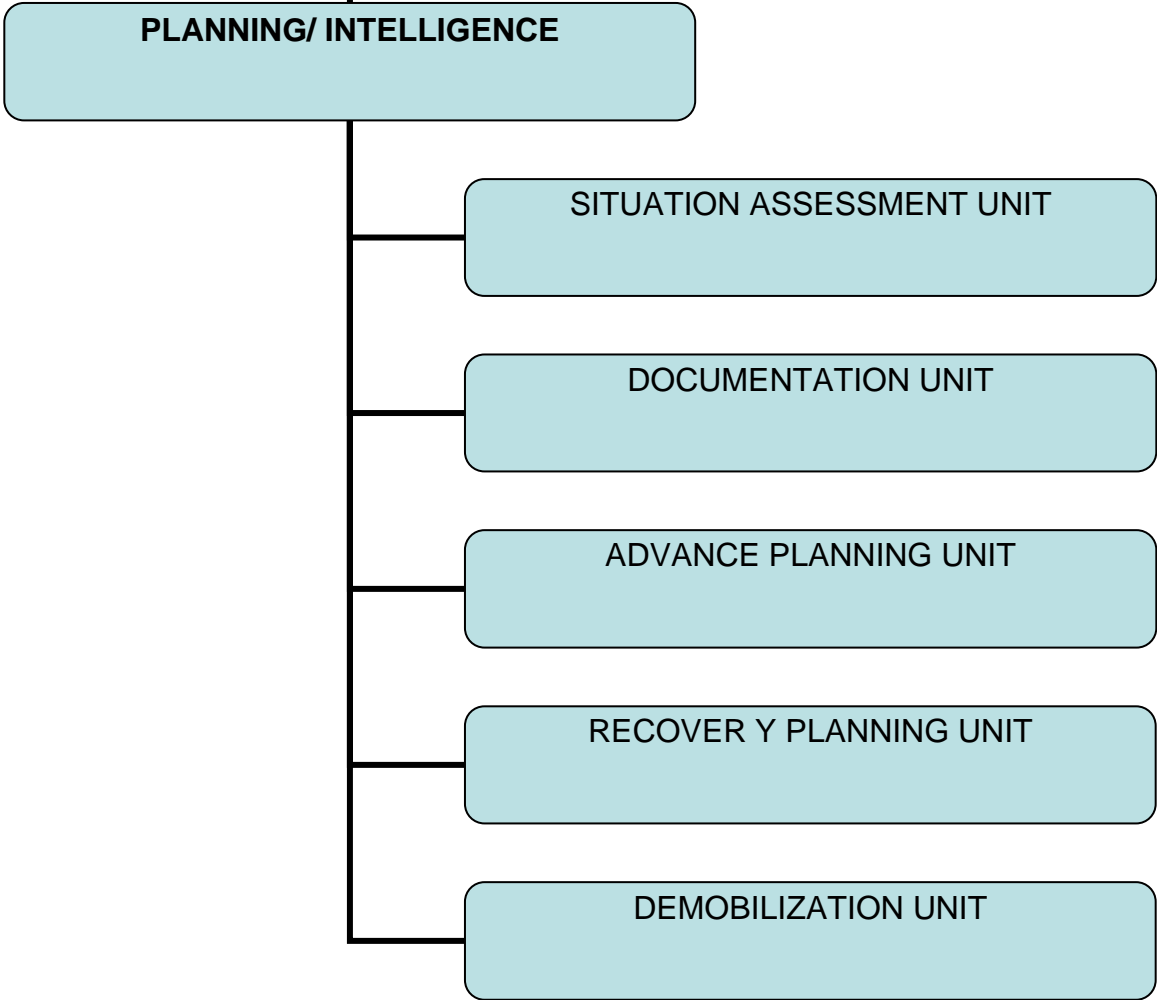 PLANNING/ INTELLIGENCE
SITUATION ASSESSMENT UNIT
DOCUMENTATION UNIT
ADVANCE PLANNING UNIT
RECOVER Y PLANNING UNIT
DEMOBILIZATION UNIT